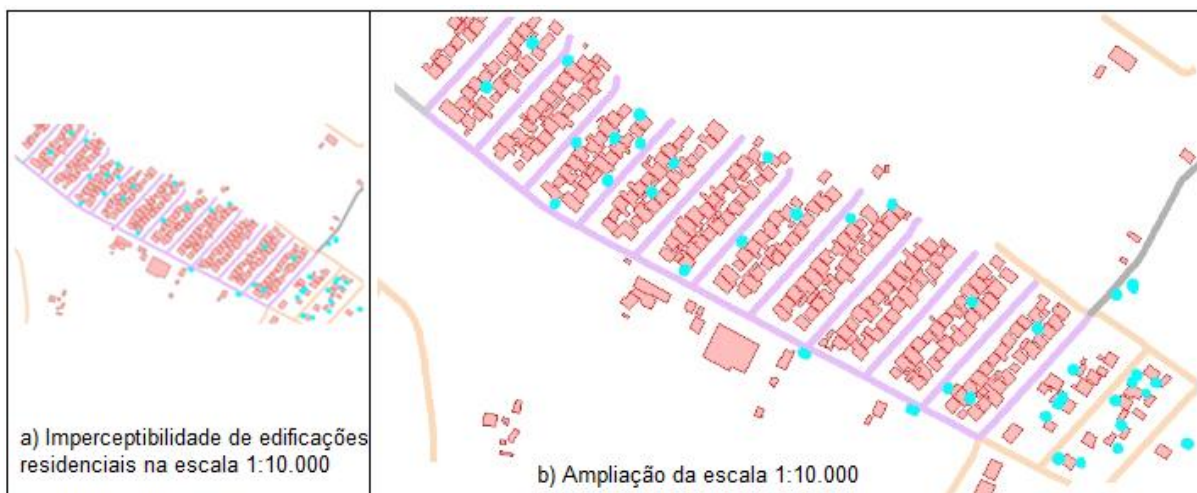 a) Imperceptibilidade de edificações
residenciais na escala 1:10.000
b) Ampliação da escala 1:10.000